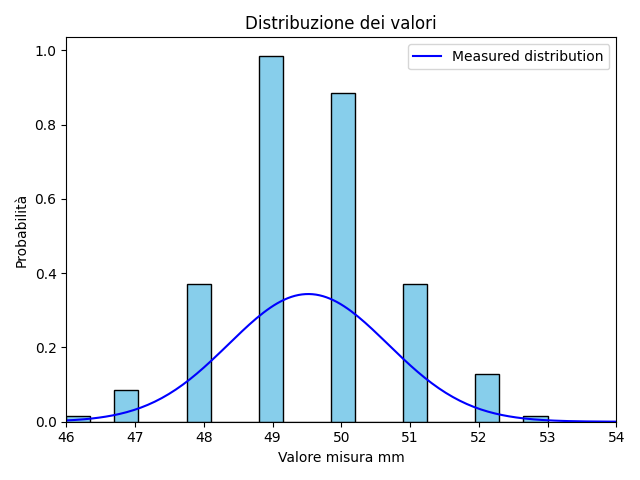 Distribuzione dei valori
Measured distribution
Probabilità
1.0
0.8
0.6
0.4
0.2
0.0
46 47 48 49 50 51 52 53 54
Valore misura mm